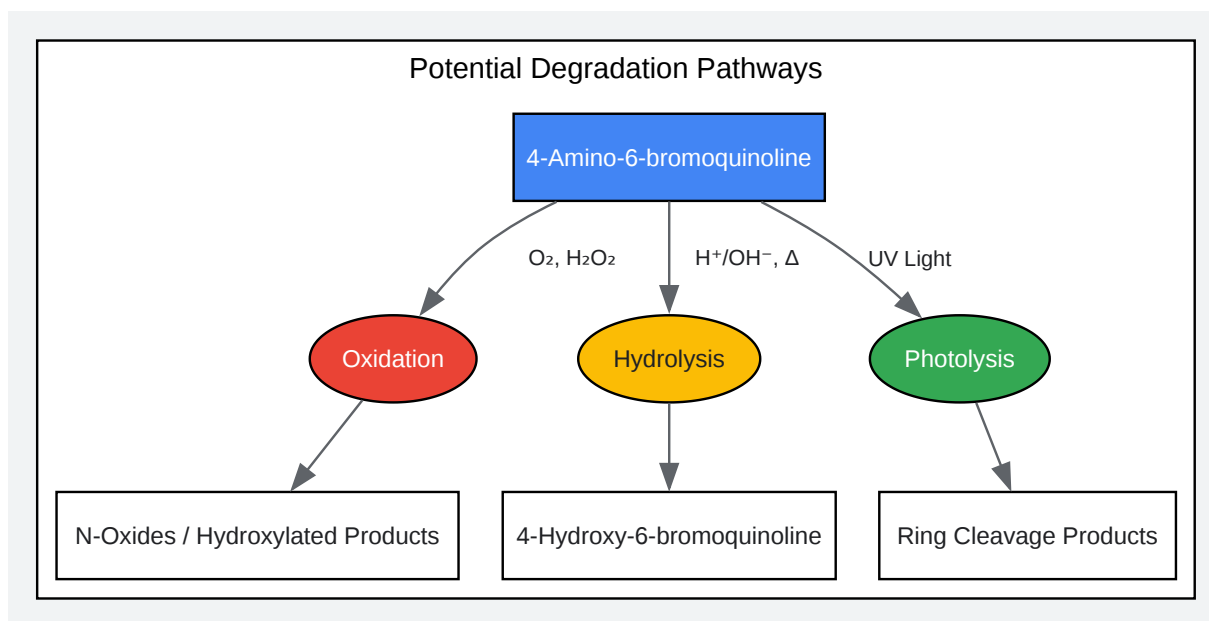 Potential Degradation Pathways
4-Amino-6-bromoquinoline
O₂, H₂O₂
H⁺/OH⁻, Δ
UV Light
Oxidation
Hydrolysis
Photolysis
N-Oxides / Hydroxylated Products
4-Hydroxy-6-bromoquinoline
Ring Cleavage Products